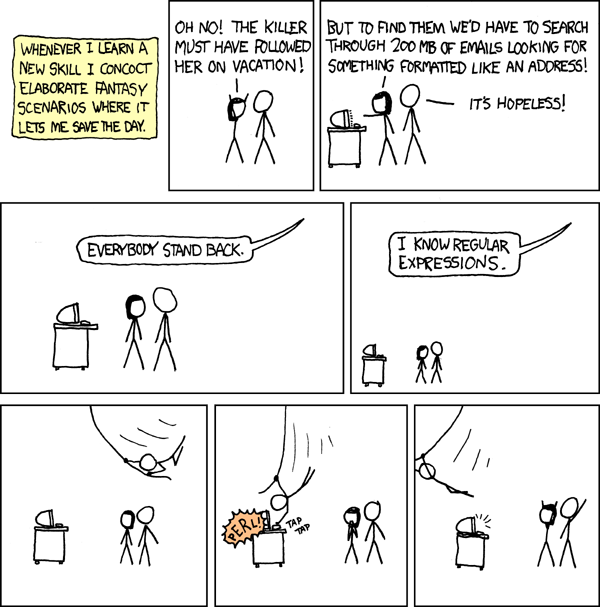 WHENEVER I LEARN A
NEW SKILL I CONCOCT
ELABORATE FANTASY
SCENARIOS WHERE IT
LETS ME SAVE THE DAY.
OH NO! THE KILLER
MUST HAVE FOLLOWED
HER ON VACATION!
BUT TO FIND THEM WE'D HAVE TO SEARCH
THROUGH 200 MB OF EMAILS LOOKING FOR
SOMETHING FORMATTED LIKE AN ADDRESS!
IT'S HOPELESS!
EVERYBODY STAND BACK.
I KNOW REGULAR
EXPRESSIONS.
PERL!
TAP
TAP